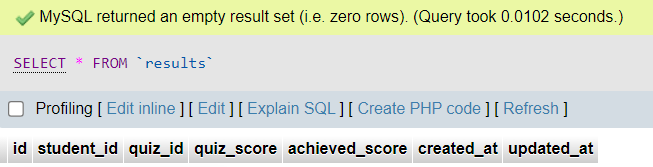 MySQL returned an empty result set (i.e. zero rows). (Query took 0.0102 seconds.)
SELECT * FROM `results`
Profiling [ Edit inline ] [ Edit ] [ Explain SQL ] [ Create PHP code ] [ Refresh ]
id student_id quiz_id quiz_score achieved_score created_at updated_at